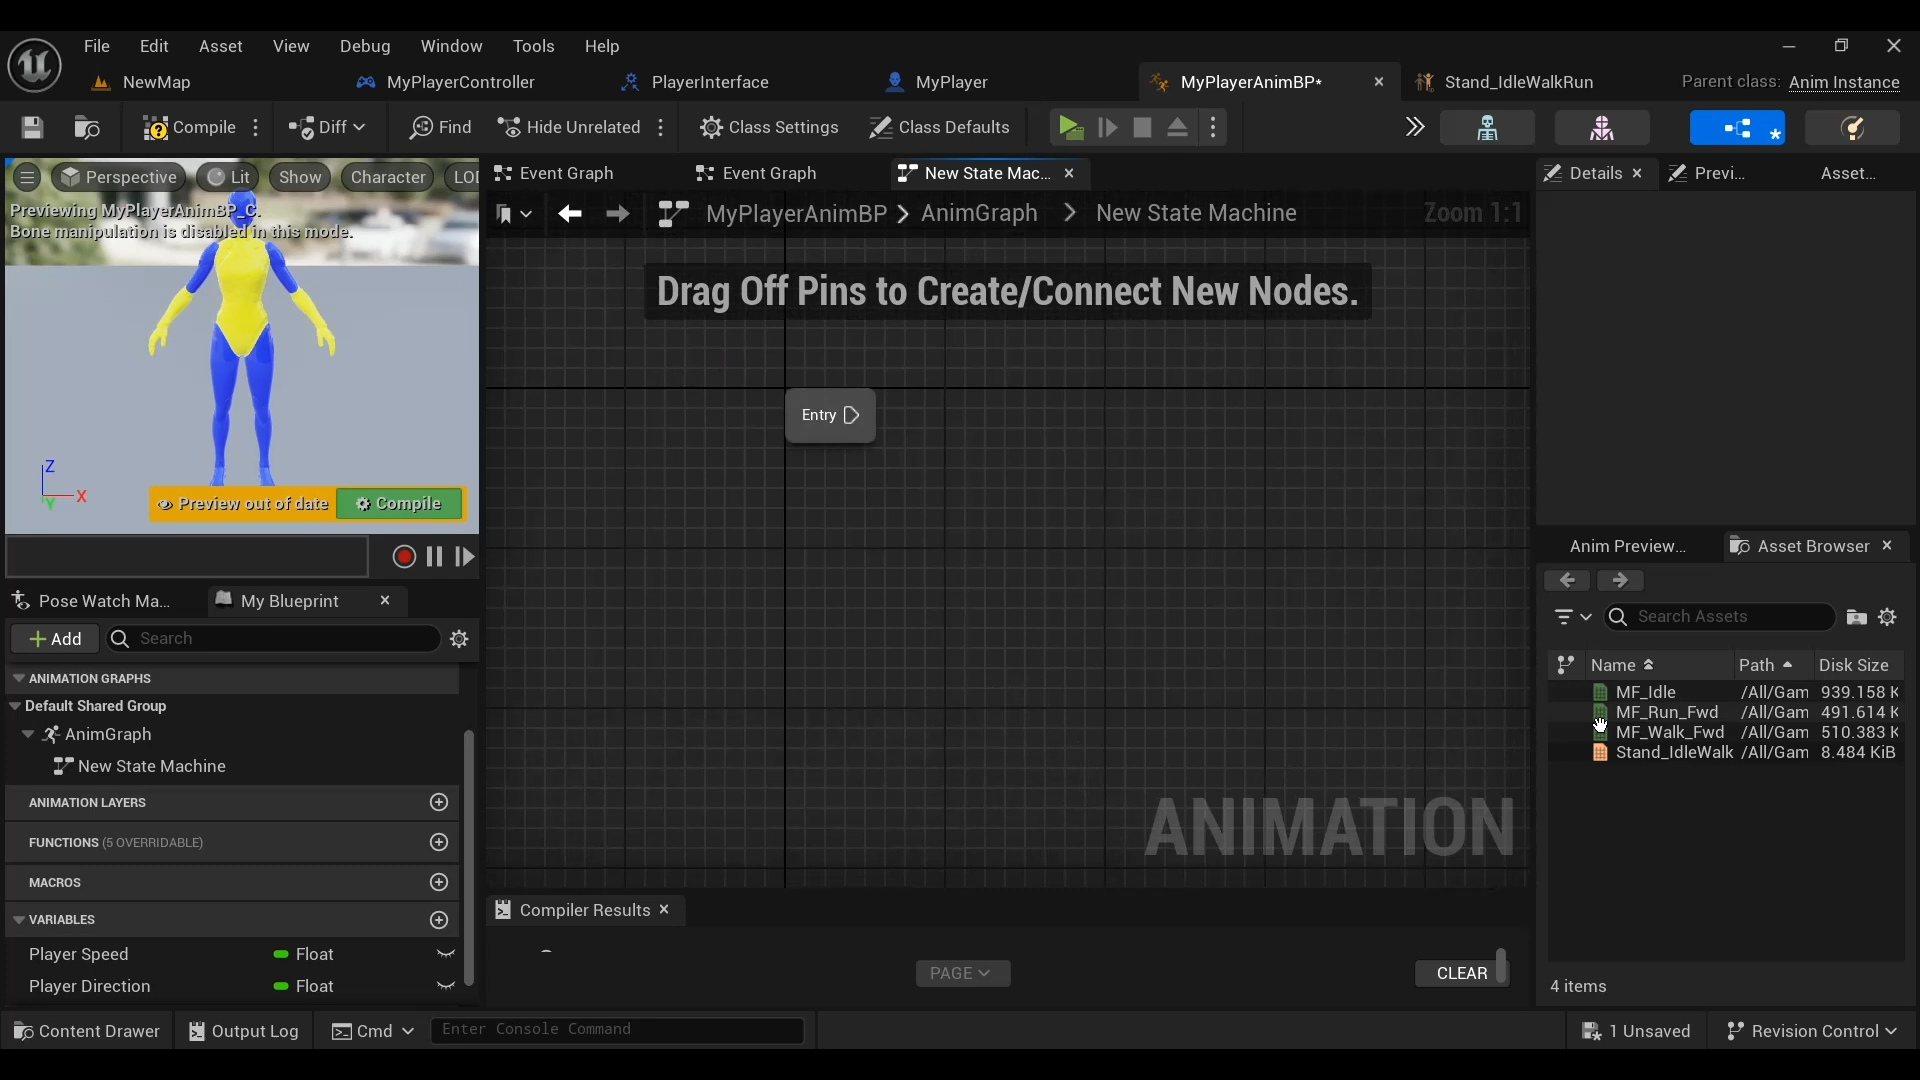 File Edit Asset View Debug Window Tools Help
NewMap MyPlayerController PlayerInterface MyPlayer MyPlayerAnimBP* Stand_IdleWalkRun Parent class: Anim Instance
Compile Diff Find Hide Unrelated Class Settings Class Defaults
Perspective Lit Show Character LOD
Previewing MyPlayerAnimBP_C.
Bone manipulation is disabled in this mode.
Z
X
Y
Preview out of date Compile
Event Graph Event Graph New State Mac...
MyPlayerAnimBP > AnimGraph > New State Machine Zoom 1:1
Drag Off Pins to Create/Connect New Nodes.
Entry
ANIMATION
Details Previ... Asset...
Pose Watch Ma... My Blueprint
Add Search
ANIMATION GRAPHS
Default Shared Group
AnimGraph
New State Machine
ANIMATION LAYERS
FUNCTIONS (5 OVERRIDABLE)
MACROS
VARIABLES
Player Speed Float
Player Direction Float
Compiler Results
PAGE CLEAR
Anim Preview... Asset Browser
Search Assets
Name Path Disk Size
MF_Idle /All/Gam 939.158 K
MF_Run_Fwd /All/Gam 491.614 K
MF_Walk_Fwd /All/Gam 510.383 K
Stand_IdleWalk /All/Gam 8.484 KiB
4 items
Content Drawer Output Log Cmd Enter Console Command 1 Unsaved Revision Control